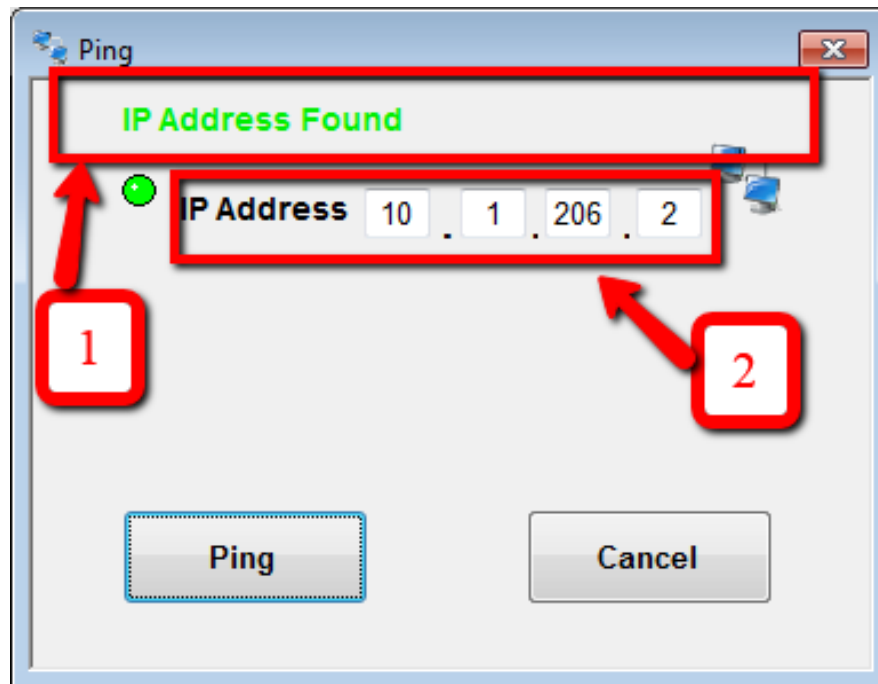 Ping
IP Address Found
IP Address 10 . 1 . 206 . 2
1
2
Ping
Cancel